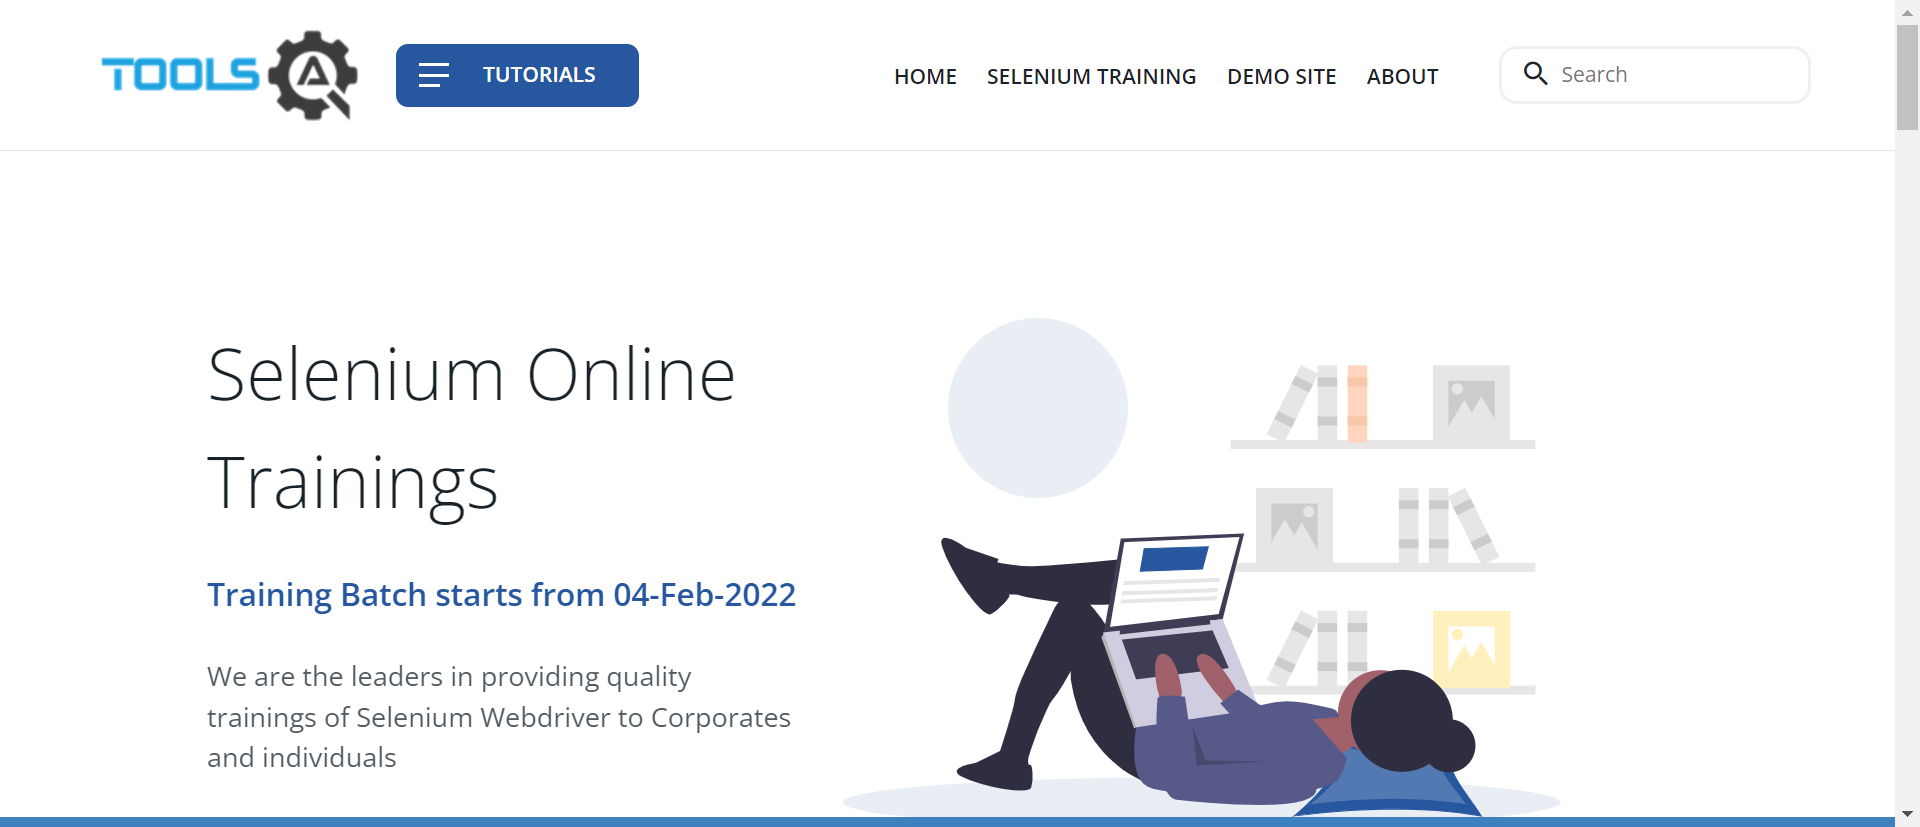 TOOLS QA
TUTORIALS
HOME
SELENIUM TRAINING
DEMO SITE
ABOUT
Search
Selenium Online
Trainings
Training Batch starts from 04-Feb-2022
We are the leaders in providing quality
trainings of Selenium Webdriver to Corporates
and individuals